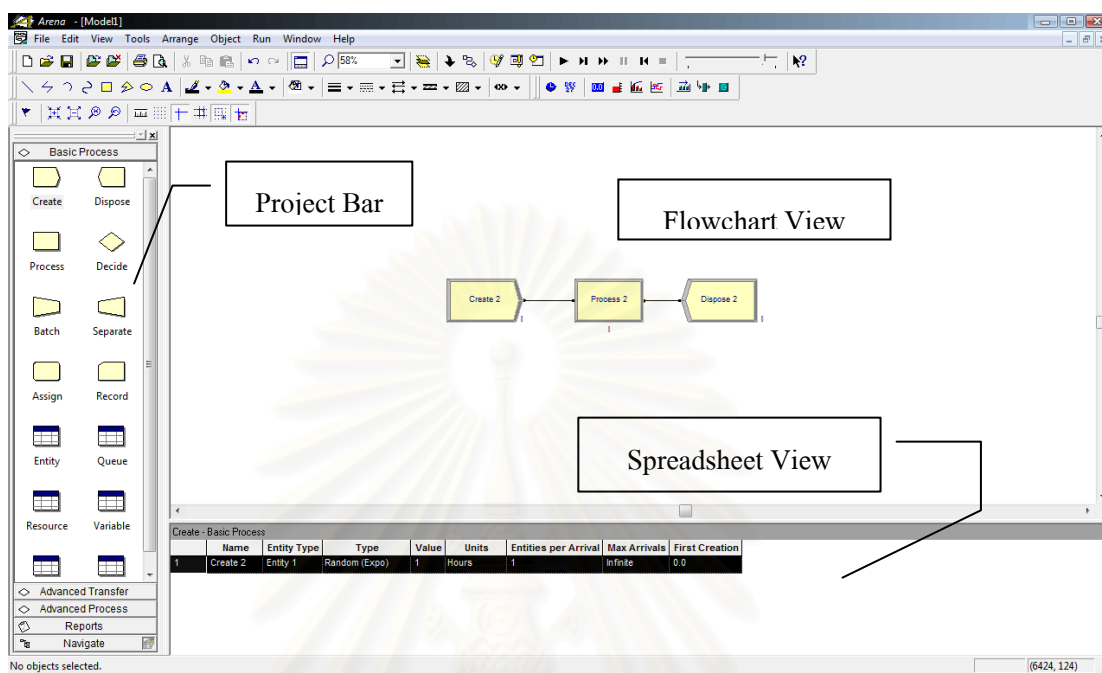 Arena - [Model1]
File Edit View Tools Arrange Object Run Window Help
58%
Basic Process
Create Dispose
Process Decide
Batch Separate
Assign Record
Entity Queue
Resource Variable
Advanced Transfer
Advanced Process
Reports
Navigate
Project Bar
Flowchart View
Create 2 Process 2 Dispose 2
Spreadsheet View
Create - Basic Process
Name Entity Type Type Value Units Entities per Arrival Max Arrivals First Creation
1 Create 2 Entity 1 Random (Expo) 1 Hours 1 Infinite 0.0
No objects selected.
(6424, 124)